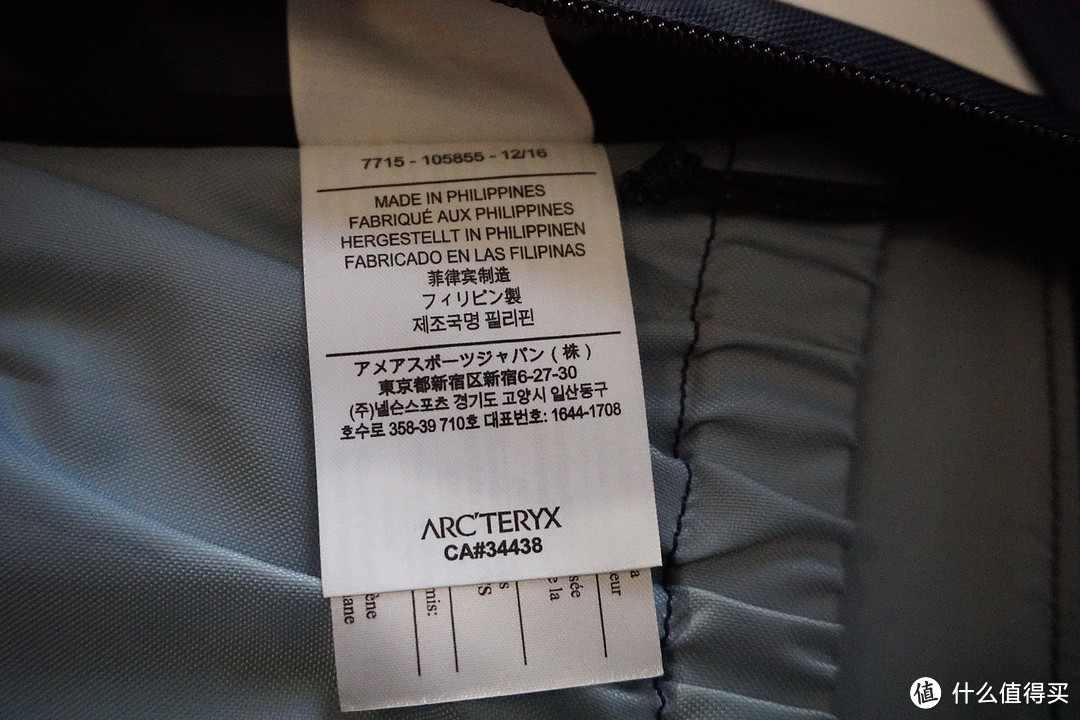 7715 - 105855 - 12/16
MADE IN PHILIPPINES
FABRIQUÉ AUX PHILIPPINES
HERGESTELLT IN PHILIPPINEN
FABRICADO EN LAS FILIPINAS
菲律宾制造
フィリピン製
제조국명 필리핀
アメアスポーツジャパン ( 株 )
東京都新宿区新宿6-27-30
(주)넬슨스포츠 경기도 고양시 일산동구
호수로 358-39 710호 대표번호: 1644-1708
ARC'TERYX
CA#34438
mis:
值 什么值得买